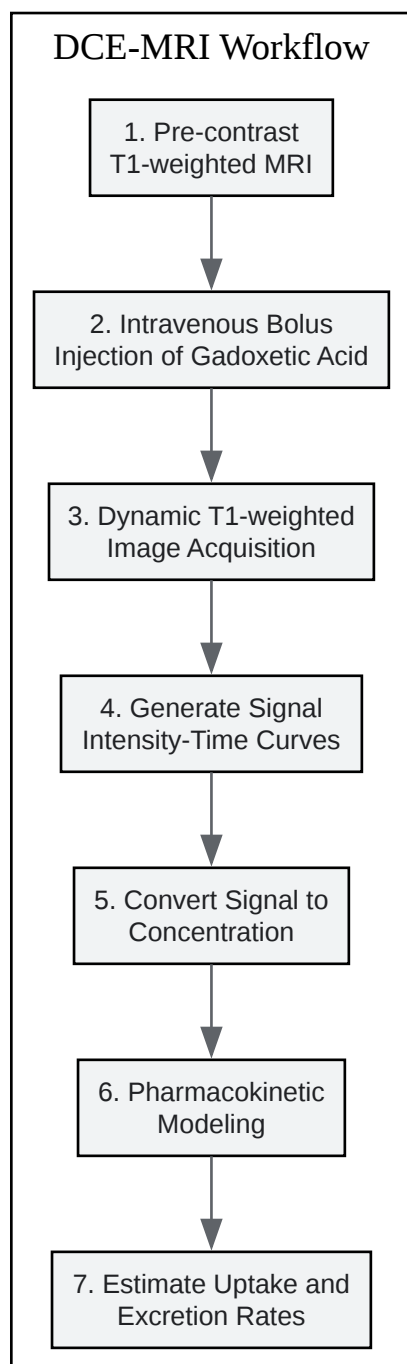 DCE-MRI Workflow
1. Pre-contrast
T1-weighted MRI
2. Intravenous Bolus
Injection of Gadoxetic Acid
3. Dynamic T1-weighted
Image Acquisition
4. Generate Signal
Intensity-Time Curves
5. Convert Signal to
Concentration
6. Pharmacokinetic
Modeling
7. Estimate Uptake and
Excretion Rates